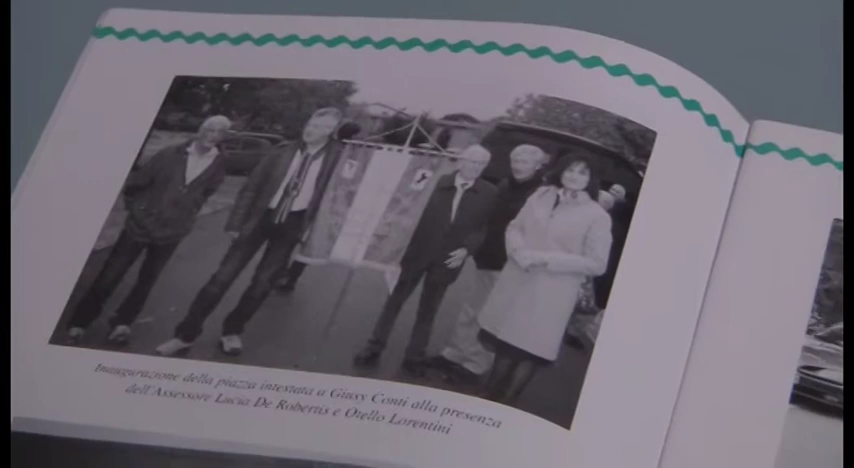 Inaugurazione della piazza intestata a Giusy Conti alla presenza
dell'Assessore Lucia De Robertis e Otello Lorentini